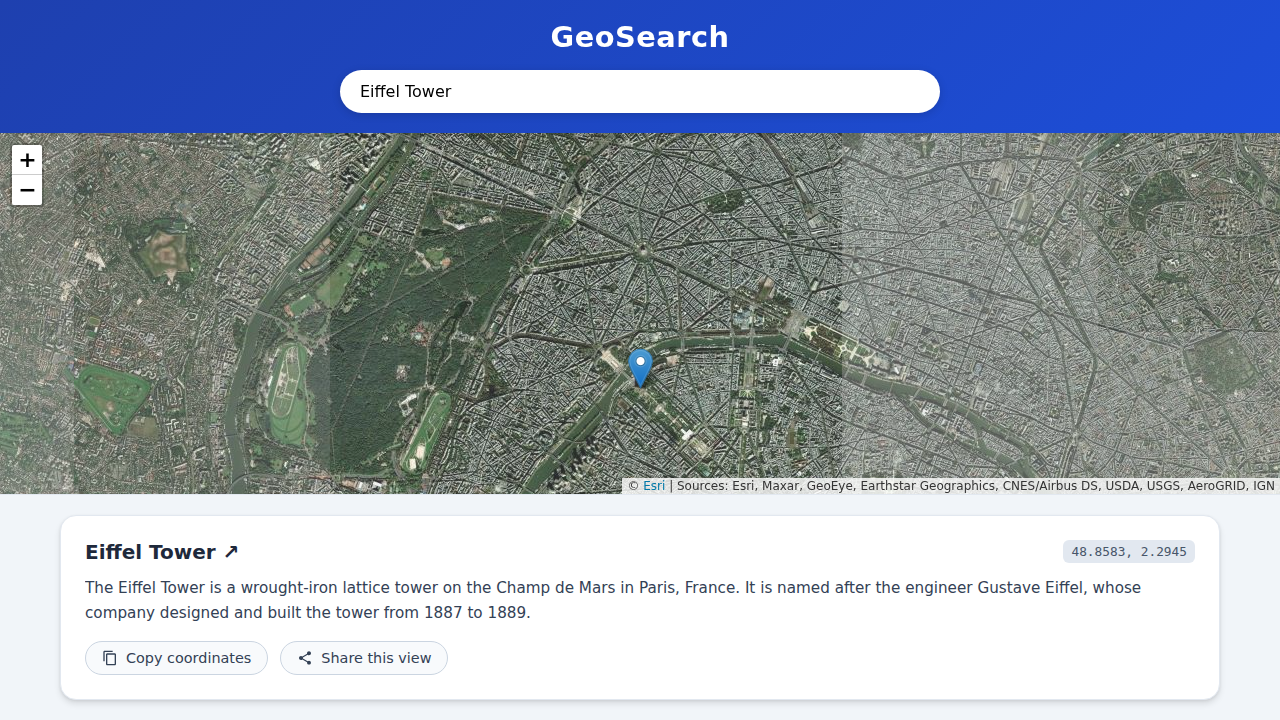 GeoSearch
Eiffel Tower
+
−
© Esri | Sources: Esri, Maxar, GeoEye, Earthstar Geographics, CNES/Airbus DS, USDA, USGS, AeroGRID, IGN
Eiffel Tower ↗
48.8583, 2.2945
The Eiffel Tower is a wrought-iron lattice tower on the Champ de Mars in Paris, France. It is named after the engineer Gustave Eiffel, whose
company designed and built the tower from 1887 to 1889.
Copy coordinates
Share this view